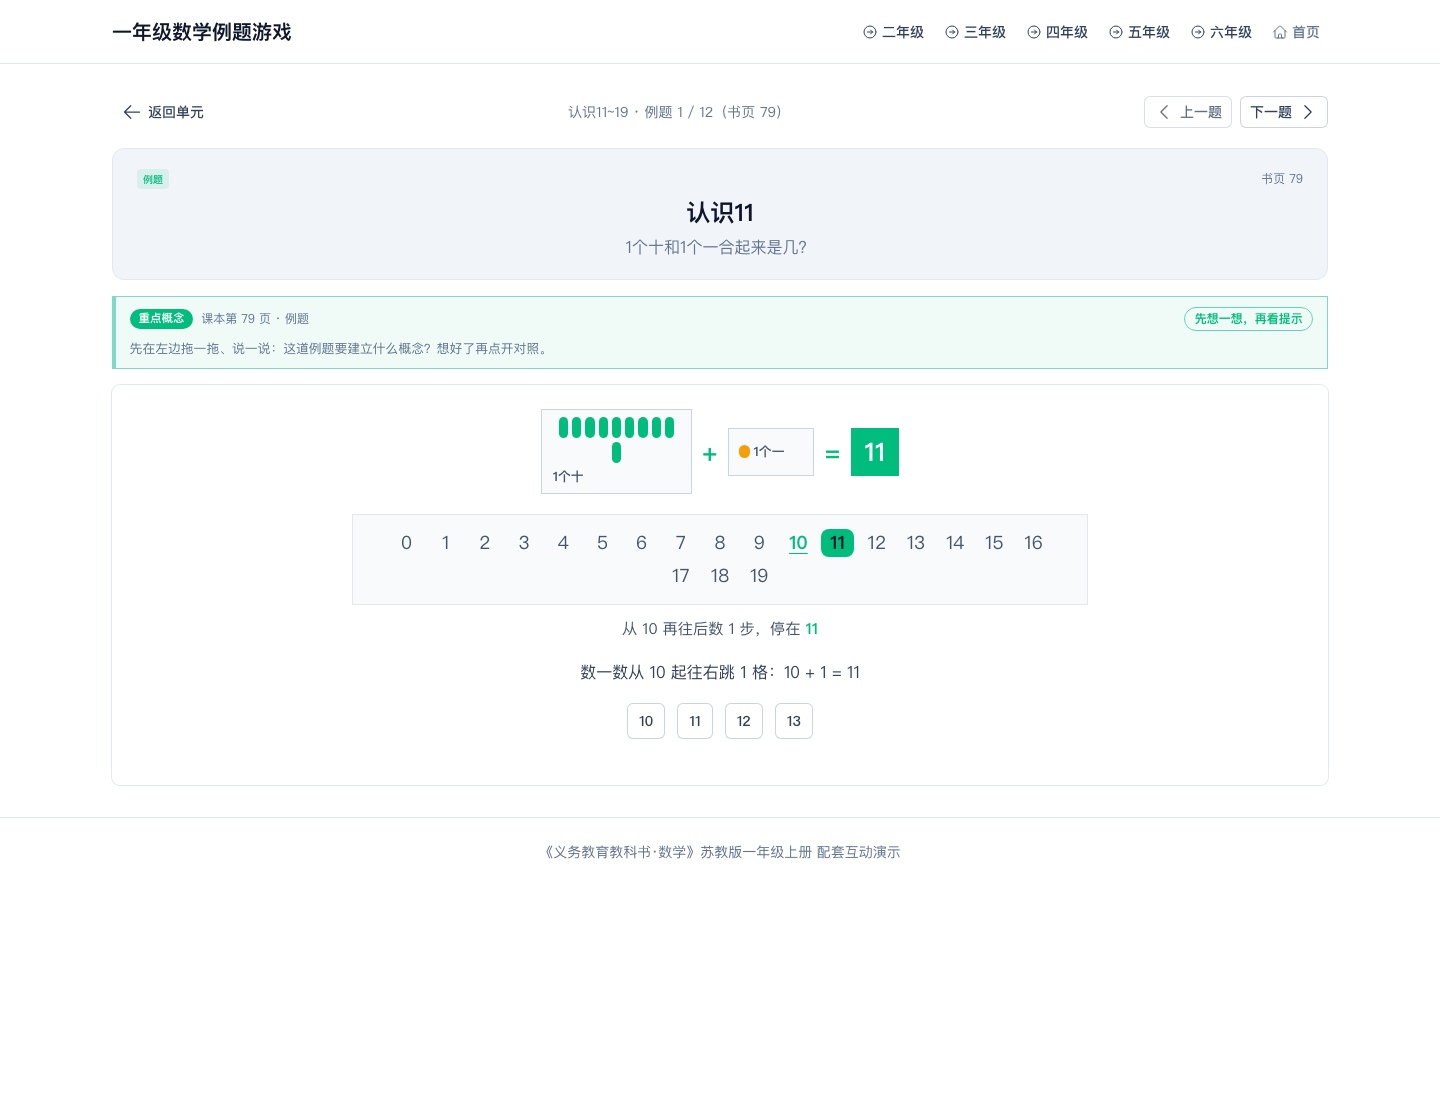 一年级数学例题游戏
二年级 三年级 四年级 五年级 六年级 首页
返回单元
认识11~19 · 例题 1 / 12（书页 79）
上一题 下一题
例题
书页 79
认识11
1个十和1个一合起来是几？
重点概念 课本第 79 页 · 例题
先想一想，再看提示
先在左边拖一拖、说一说：这道例题要建立什么概念？想好了再点开对照。
1个十
+
1个一
=
11
0 1 2 3 4 5 6 7 8 9 10 11 12 13 14 15 16
17 18 19
从 10 再往后数 1 步，停在 11
数一数从 10 起往右跳 1 格：10 + 1 = 11
10 11 12 13
《义务教育教科书·数学》苏教版一年级上册 配套互动演示